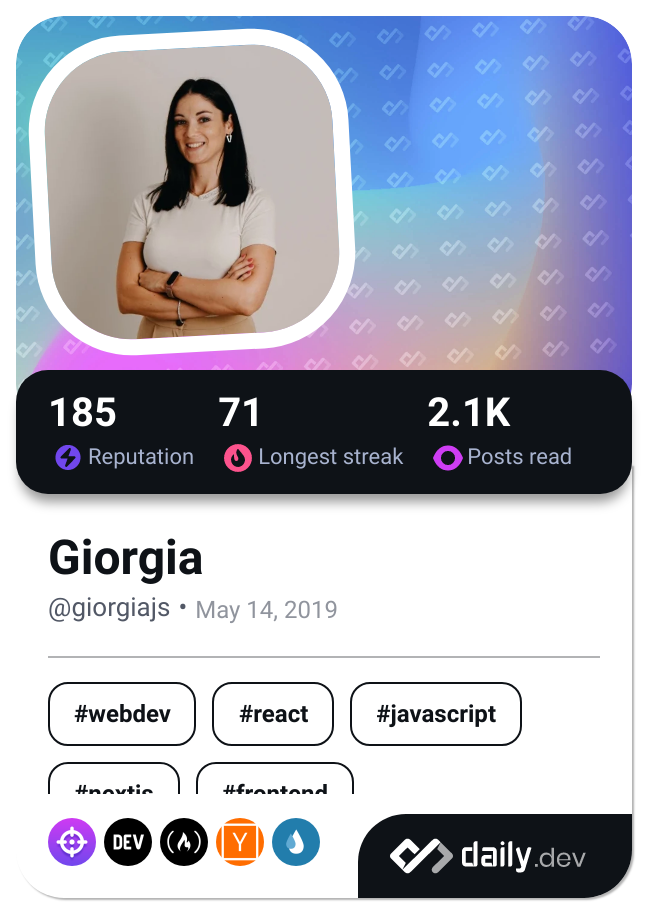 185 71 2.1K
Reputation Longest streak Posts read
Giorgia
@giorgiajs • May 14, 2019
#webdev #react #javascript
#nextjs #frontend
DEV Y daily.dev